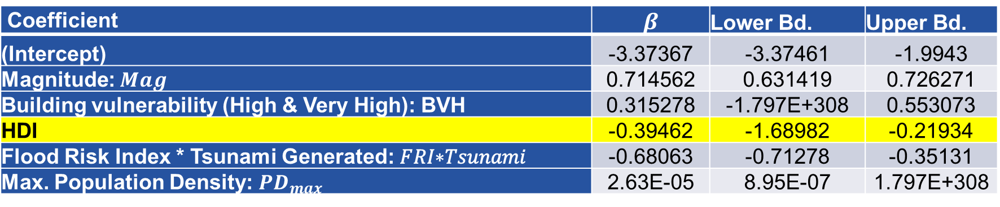 Coefficient β Lower Bd. Upper Bd.
(Intercept) -3.37367 -3.37461 -1.9943
Magnitude: Mag 0.714562 0.631419 0.726271
Building vulnerability (High & Very High): BVH 0.315278 -1.797E+308 0.553073
HDI -0.39462 -1.68982 -0.21934
Flood Risk Index * Tsunami Generated: FRI*Tsunami -0.68063 -0.71278 -0.35131
Max. Population Density: PDmax 2.63E-05 8.95E-07 1.797E+308